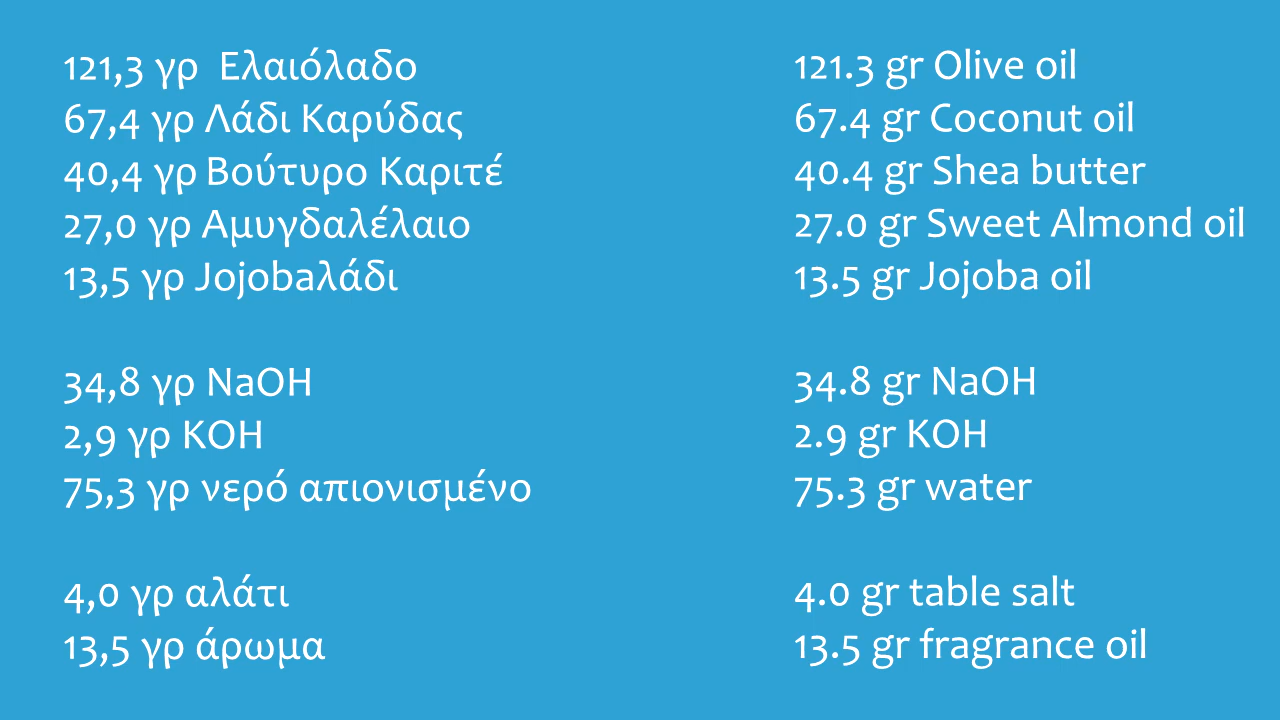 121,3 γρ  Ελαιόλαδο
67,4 γρ Λάδι Καρύδας
40,4 γρ Βούτυρο Καριτέ
27,0 γρ Αμυγδαλέλαιο
13,5 γρ Jojobaλάδι
34,8 γρ NaOH
2,9 γρ KOH
75,3 γρ νερό απιονισμένο
4,0 γρ αλάτι
13,5 γρ άρωμα
121.3 gr Olive oil
67.4 gr Coconut oil
40.4 gr Shea butter
27.0 gr Sweet Almond oil
13.5 gr Jojoba oil
34.8 gr NaOH
2.9 gr KOH
75.3 gr water
4.0 gr table salt
13.5 gr fragrance oil